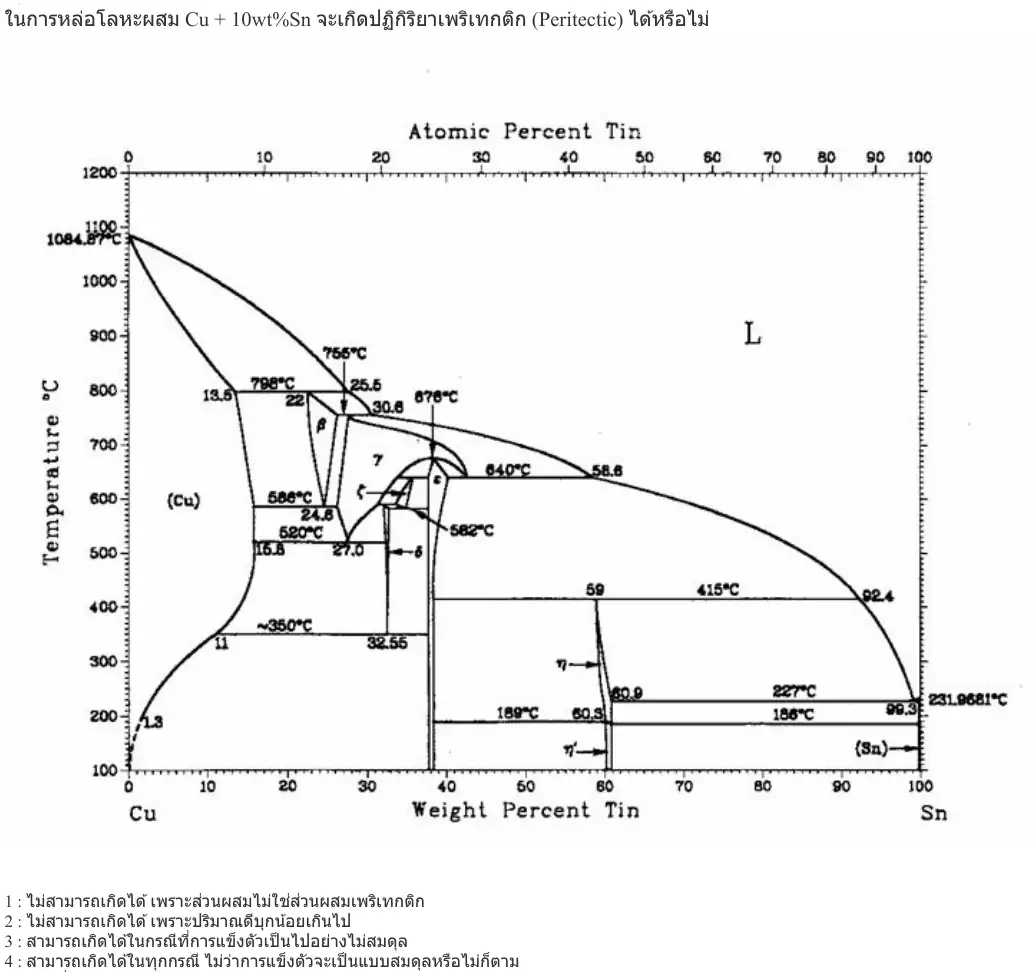 ในการหล่อโลหะผสม Cu + 10wt%Sn จะเกิดปฏิกิริยาเพริเทกติก (Peritectic) ได้หรือไม่
Atomic Percent Tin
0 10 20 30 40 50 60 70 80 90 100
1200
1100
1084.87°C
1000
900
L
755°C
800
798°C
25.5
13.5
22
30.6
676°C
β
700
γ
ε
640°C
58.6
600
ζ
(Cu)
586°C
24.6
582°C
520°C
500
15.8
27.0
δ
59
415°C
92.4
400
~350°C
11
32.55
300
η
60.9
227°C
231.9681°C
99.3
200
1.3
189°C
60.3
186°C
η'
(Sn)
100
0 10 20 30 40 50 60 70 80 90 100
Cu
Weight Percent Tin
Sn
Temperature °C
1 : ไม่สามารถเกิดได้ เพราะส่วนผสมไม่ใช่ส่วนผสมเพริเทกติก
2 : ไม่สามารถเกิดได้ เพราะปริมาณดีบุกน้อยเกินไป
3 : สามารถเกิดได้ในกรณีที่การแข็งตัวเป็นไปอย่างไม่สมดุล
4 : สามารถเกิดได้ในทุกกรณี ไม่ว่าการแข็งตัวจะเป็นแบบสมดุลหรือไม่ก็ตาม